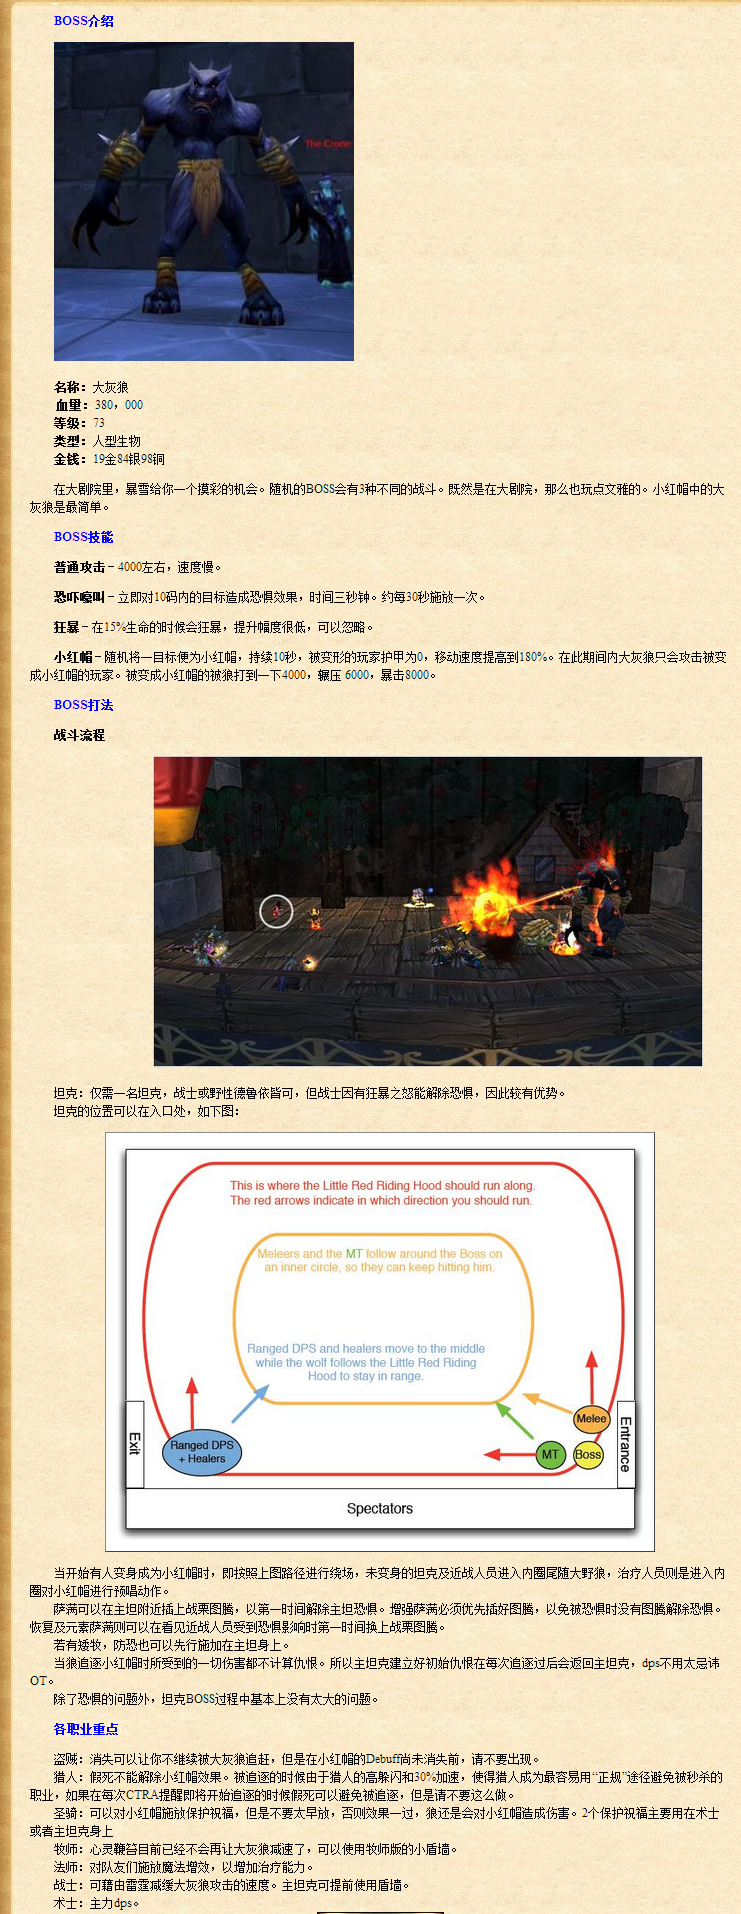 BOSS介绍
The Crone
名称：大灰狼
血量：380，000
等级：73
类型：人型生物
金钱：19金84银98铜
在大剧院里，暴雪给你一个摸彩的机会。随机的BOSS会有3种不同的战斗。既然是在大剧院，那么也玩点文雅的。小红帽中的大
灰狼是最简单。
BOSS技能
普通攻击 – 4000左右，速度慢。
恐吓嚎叫 – 立即对10码内的目标造成恐惧效果，时间三秒钟。约每30秒施放一次。
狂暴 – 在15%生命的时候会狂暴，提升幅度很低，可以忽略。
小红帽 – 随机将一目标便为小红帽，持续10秒，被变形的玩家护甲为0，移动速度提高到180%。在此期间内大灰狼只会攻击被变
成小红帽的玩家。被变成小红帽的被狼打到一下4000，辗压 6000，暴击8000。
BOSS打法
战斗流程
坦克：仅需一名坦克，战士或野性德鲁依皆可，但战士因有狂暴之怒能解除恐惧，因此较有优势。
坦克的位置可以在入口处，如下图：
This is where the Little Red Riding Hood should run along.
The red arrows indicate in which direction you should run.
Meleers and the MT follow around the Boss on
an inner circle, so they can keep hitting him.
Ranged DPS and healers move to the middle
while the wolf follows the Little Red Riding
Hood to stay in range.
Exit
Ranged DPS
+ Healers
MT
Boss
Melee
Entrance
Spectators
当开始有人变身成为小红帽时，即按照上图路径进行绕场，未变身的坦克及近战人员进入内圈尾随大野狼，治疗人员则是进入内
圈对小红帽进行预唱动作。
萨满可以在主坦附近插上战栗图腾，以第一时间解除主坦恐惧。增强萨满必须优先插好图腾，以免被恐惧时没有图腾解除恐惧。
恢复及元素萨满则可以在看见近战人员受到恐惧影响时第一时间换上战栗图腾。
若有矮牧，防恐也可以先行施加在主坦身上。
当狼追逐小红帽时所受到的一切伤害都不计算仇恨。所以主坦克建立好初始仇恨在每次追逐过后会返回主坦克，dps不用太忌讳
OT。
除了恐惧的问题外，坦克BOSS过程中基本上没有太大的问题。
各职业重点
盗贼：消失可以让你不继续被大灰狼追赶，但是在小红帽的Debuff尚未消失前，请不要出现。
猎人：假死不能解除小红帽效果。被追逐的时候由于猎人的高躲闪和30%加速，使得猎人成为最容易用“正规”途径避免被秒杀的
职业，如果在每次CTRA提醒即将开始追逐的时候假死可以避免被追逐，但是请不要这么做。
圣骑：可以对小红帽施放保护祝福，但是不要太早放，否则效果一过，狼还是会对小红帽造成伤害。2个保护祝福主要用在术士
或者主坦克身上
牧师：心灵鞭笞目前已经不会再让大灰狼减速了，可以使用牧师版的小盾墙。
法师：对队友们施放魔法增效，以增加治疗能力。
战士：可藉由雷霆减缓大灰狼攻击的速度。主坦克可提前使用盾墙。
术士：主力dps。